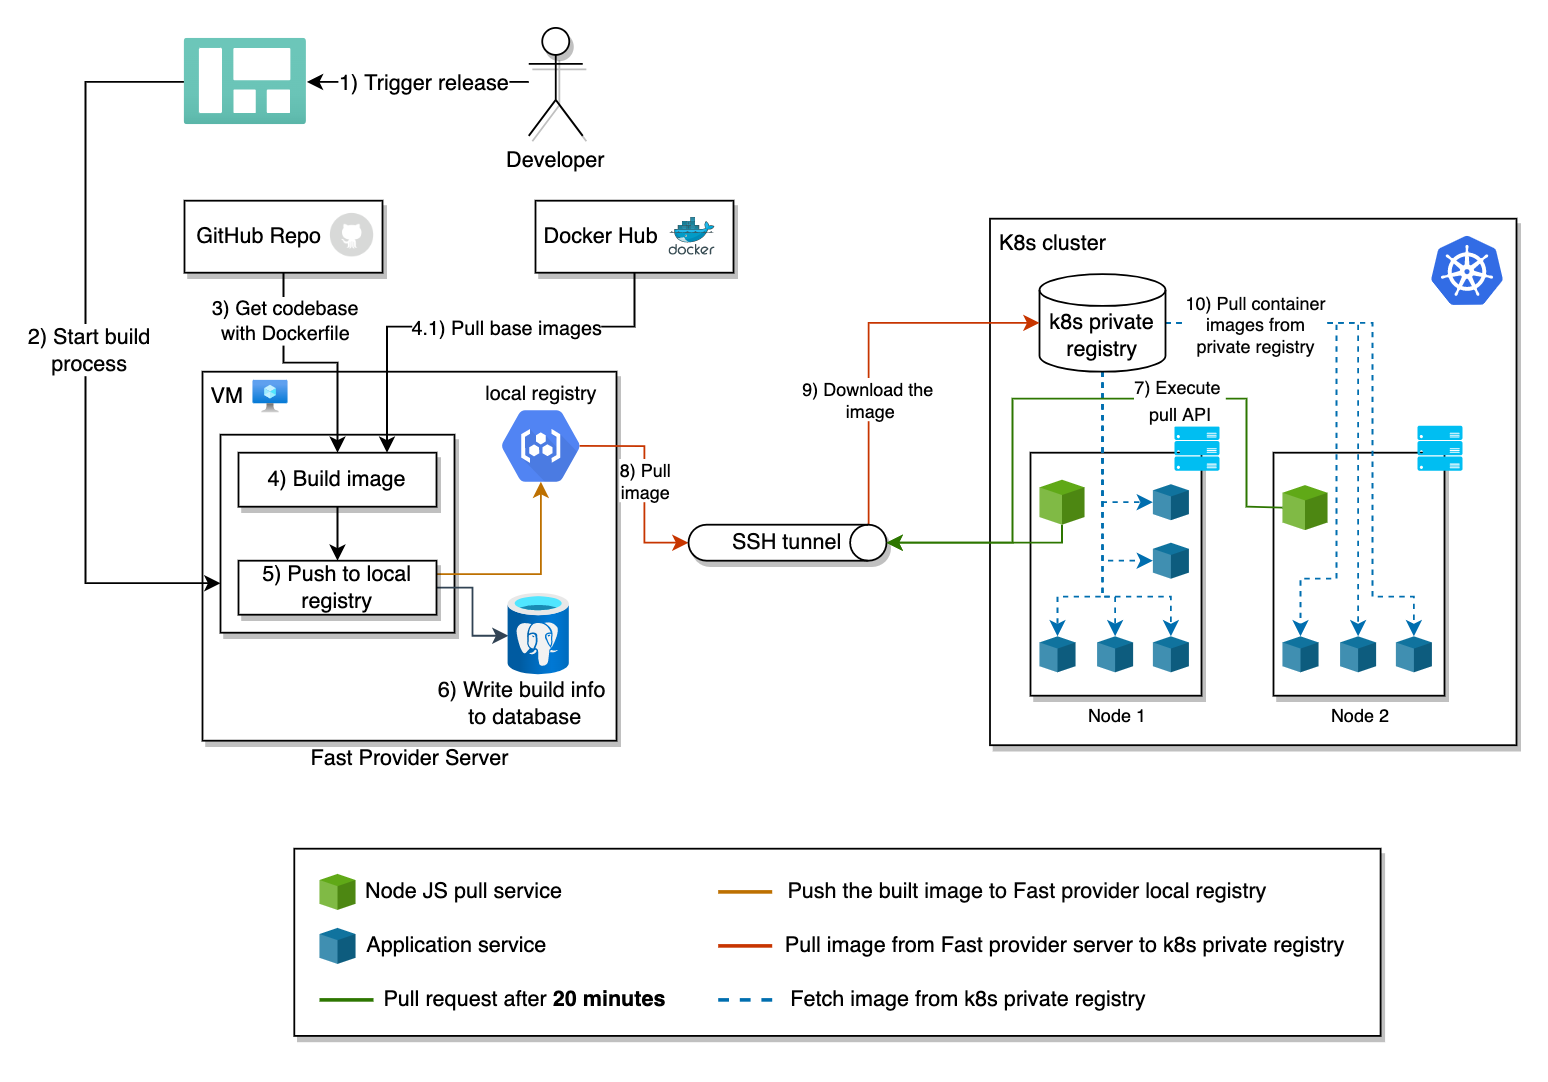 1) Trigger release
Developer
GitHub Repo
Docker Hub
docker
3) Get codebase
with Dockerfile
4.1) Pull base images
2) Start build
process
VM
local registry
4) Build image
5) Push to local
registry
6) Write build info
to database
Fast Provider Server
8) Pull
image
SSH tunnel
9) Download the
image
K8s cluster
k8s private
registry
10) Pull container
images from
private registry
7) Execute
pull API
Node 1
Node 2
Node JS pull service
Application service
Pull request after 20 minutes
Push the built image to Fast provider local registry
Pull image from Fast provider server to k8s private registry
Fetch image from k8s private registry